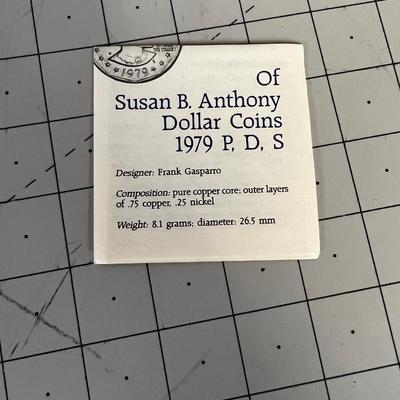 1979
Of
Susan B. Anthony
Dollar Coins
1979 P, D, S
Designer: Frank Gasparro
Composition: pure copper core; outer layers
of .75 copper, .25 nickel
Weight: 8.1 grams; diameter: 26.5 mm